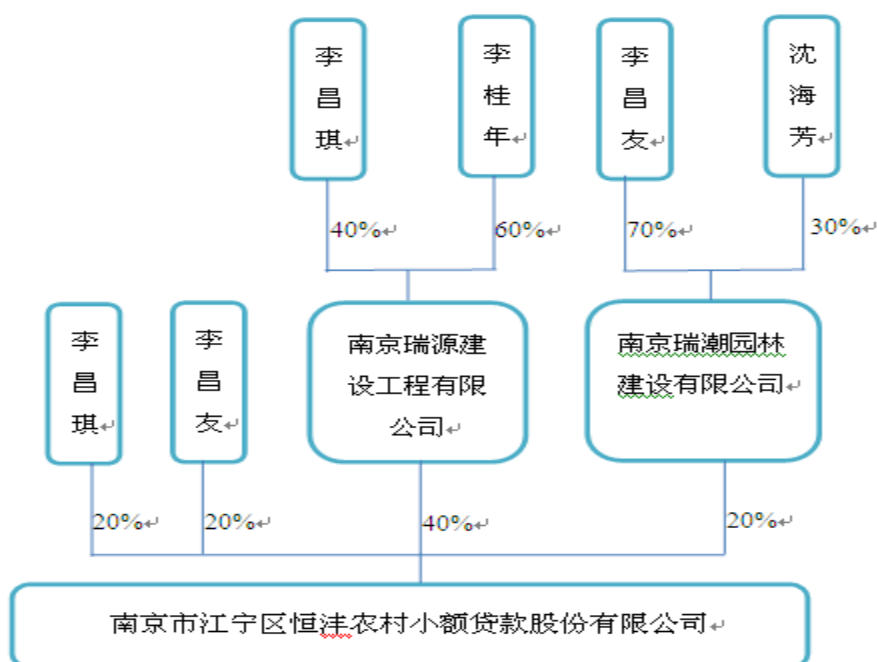 李昌琪
李桂年
李昌友
沈海芳
40%
60%
70%
30%
李昌琪
李昌友
南京瑞源建
设工程有限
公司
南京瑞潮园林
建设有限公司
20%
20%
40%
20%
南京市江宁区恒沣农村小额贷款股份有限公司